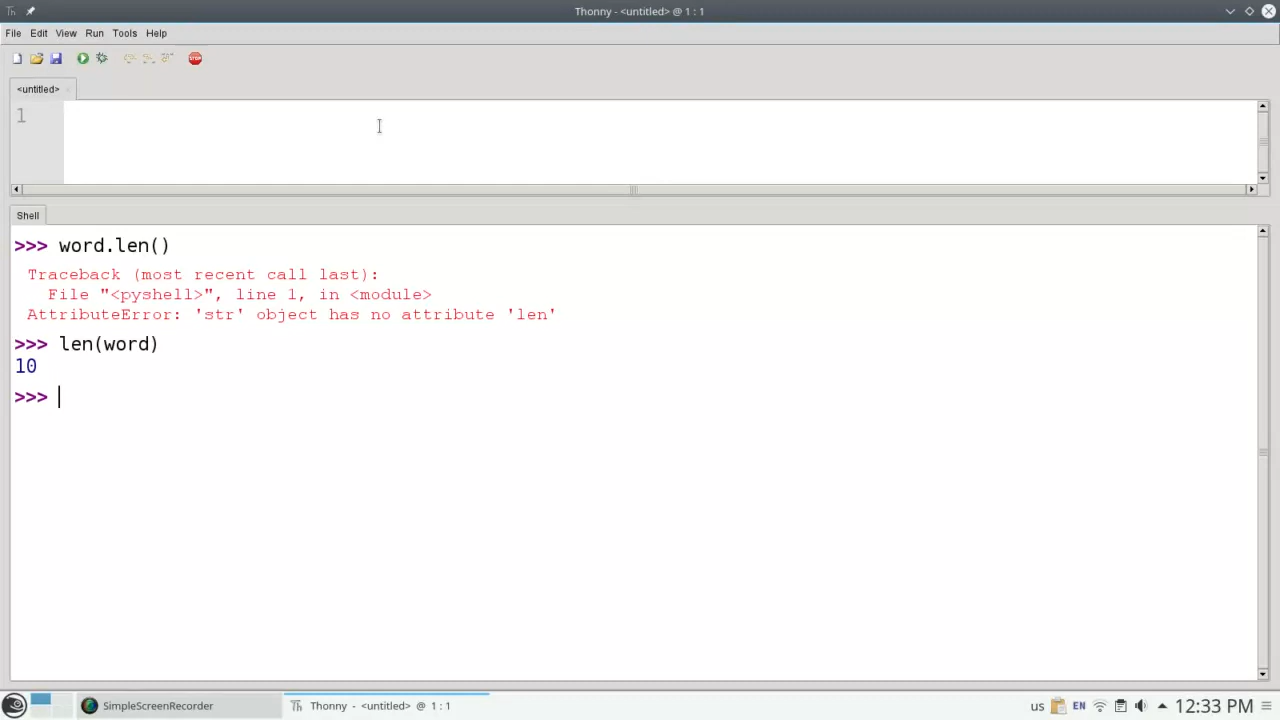 Thonny - <untitled> @ 1 : 1
File Edit View Run Tools Help
STOP
<untitled>
1
Shell
>>> word.len()
Traceback (most recent call last):
File "<pyshell>", line 1, in <module>
AttributeError: 'str' object has no attribute 'len'
>>> len(word)
10
>>>
SimpleScreenRecorder
Th Thonny - <untitled> @ 1 : 1
us EN 12:33 PM